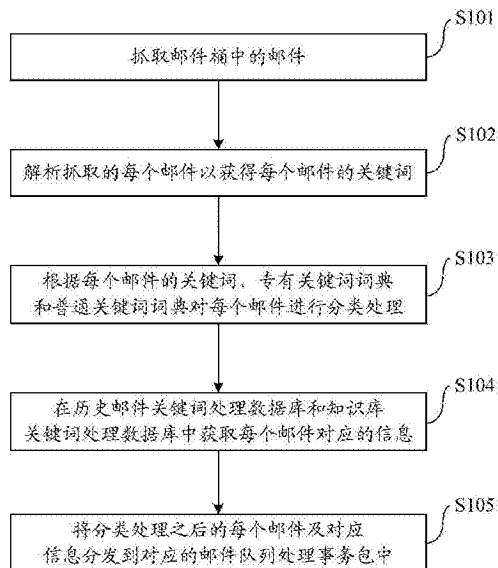 S101
抓取邮件桶中的邮件
S102
解析抓取的每个邮件以获得每个邮件的关键词
S103
根据每个邮件的关键词、专有关键词词典
和普通关键词词典对每个邮件进行分类处理
S104
在历史邮件关键词处理数据库和知识库
关键词处理数据库中获取每个邮件对应的信息
S105
将分类处理之后的每个邮件及对应
信息分发到对应的邮件队列处理事务包中